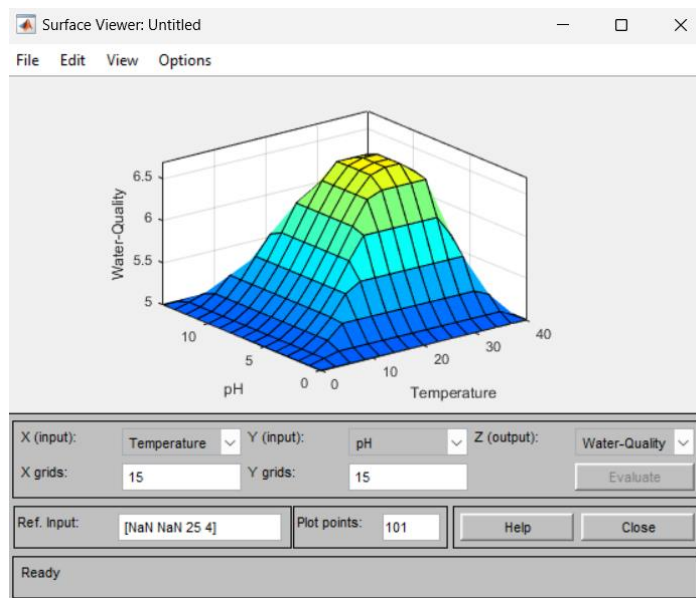 Surface Viewer: Untitled
File Edit View Options
6.5
6
5.5
5
Water-Quality
10
5
0
pH
0
10
20
30
40
Temperature
X (input): Temperature Y (input): pH Z (output): Water-Quality
X grids: 15 Y grids: 15 Evaluate
Ref. Input: [NaN NaN 25 4] Plot points: 101 Help Close
Ready